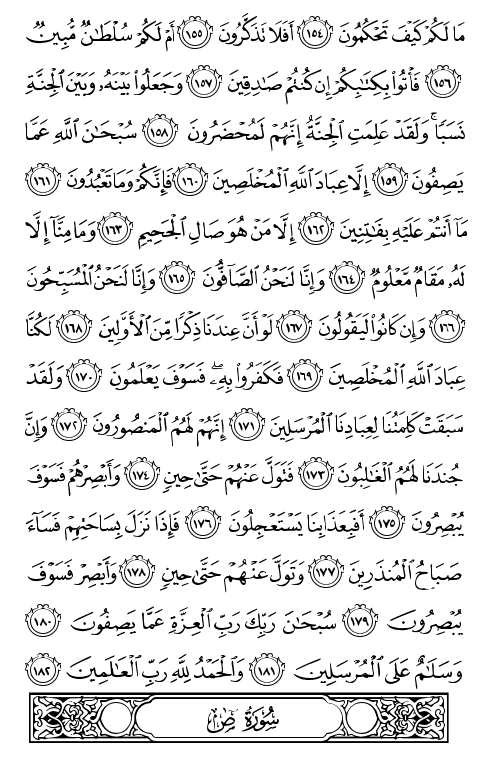 مَا لَكُمْ كَيْفَ تَحْكُمُونَ ١٥٤ أَفَلَا تَذَكَّرُونَ ١٥٥ أَمْ لَكُمْ سُلْطَٰنٌ مُّبِينٌ
١٥٦ فَأْتُوا۟ بِكِتَٰبِكُمْ إِن كُنتُمْ صَٰدِقِينَ ١٥٧ وَجَعَلُوا۟ بَيْنَهُۥ وَبَيْنَ ٱلْجِنَّةِ
نَسَبًا ۚ وَلَقَدْ عَلِمَتِ ٱلْجِنَّةُ إِنَّهُمْ لَمُحْضَرُونَ ١٥٨ سُبْحَٰنَ ٱللَّهِ عَمَّا
يَصِفُونَ ١٥٩ إِلَّا عِبَادَ ٱللَّهِ ٱلْمُخْلَصِينَ ١٦٠ فَإِنَّكُمْ وَمَا تَعْبُدُونَ ١٦١
مَآ أَنتُمْ عَلَيْهِ بِفَٰتِنِينَ ١٦٢ إِلَّا مَنْ هُوَ صَالِ ٱلْجَحِيمِ ١٦٣ وَمَا مِنَّآ إِلَّا
لَهُۥ مَقَامٌ مَّعْلُومٌ ١٦٤ وَإِنَّا لَنَحْنُ ٱلصَّآفُّونَ ١٦٥ وَإِنَّا لَنَحْنُ ٱلْمُسَبِّحُونَ
١٦٦ وَإِن كَانُوا۟ لَيَقُولُونَ ١٦٧ لَوْ أَنَّ عِندَنَا ذِكْرًا مِّنَ ٱلْأَوَّلِينَ ١٦٨ لَكُنَّا
عِبَادَ ٱللَّهِ ٱلْمُخْلَصِينَ ١٦٩ فَكَفَرُوا۟ بِهِۦ ۖ فَسَوْفَ يَعْلَمُونَ ١٧٠ وَلَقَدْ
سَبَقَتْ كَلِمَتُنَا لِعِبَادِنَا ٱلْمُرْسَلِينَ ١٧١ إِنَّهُمْ لَهُمُ ٱلْمَنصُورُونَ ١٧٢ وَإِنَّ
جُندَنَا لَهُمُ ٱلْغَٰلِبُونَ ١٧٣ فَتَوَلَّ عَنْهُمْ حَتَّىٰ حِينٍ ١٧٤ وَأَبْصِرْهُمْ فَسَوْفَ
يُبْصِرُونَ ١٧٥ أَفَبِعَذَابِنَا يَسْتَعْجِلُونَ ١٧٦ فَإِذَا نَزَلَ بِسَاحَتِهِمْ فَسَآءَ
صَبَاحُ ٱلْمُنذَرِينَ ١٧٧ وَتَوَلَّ عَنْهُمْ حَتَّىٰ حِينٍ ١٧٨ وَأَبْصِرْ فَسَوْفَ
يُبْصِرُونَ ١٧٩ سُبْحَٰنَ رَبِّكَ رَبِّ ٱلْعِزَّةِ عَمَّا يَصِفُونَ ١٨٠
وَسَلَٰمٌ عَلَى ٱلْمُرْسَلِينَ ١٨١ وَٱلْحَمْدُ لِلَّهِ رَبِّ ٱلْعَٰلَمِينَ ١٨٢
سُورَةُ صٓ